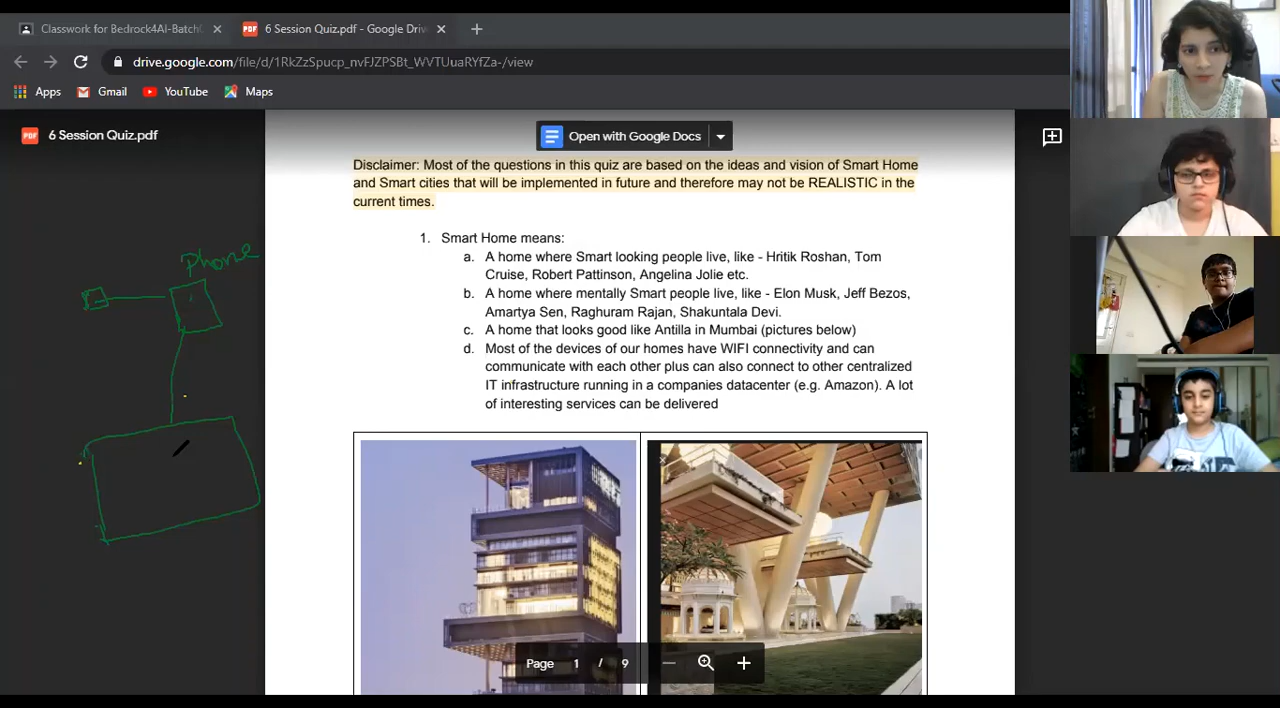 Classwork for Bedrock4AI-Batch
6 Session Quiz.pdf - Google Driv
drive.google.com/file/d/1RkZzSpucp_nvFJZPSBt_WVTUuaRYfZa-/view
Apps Gmail YouTube Maps
PDF 6 Session Quiz.pdf
Open with Google Docs
Disclaimer: Most of the questions in this quiz are based on the ideas and vision of Smart Home
and Smart cities that will be implemented in future and therefore may not be REALISTIC in the
current times.
1. Smart Home means:
a. A home where Smart looking people live, like - Hritik Roshan, Tom
Cruise, Robert Pattinson, Angelina Jolie etc.
b. A home where mentally Smart people live, like - Elon Musk, Jeff Bezos,
Amartya Sen, Raghuram Rajan, Shakuntala Devi.
c. A home that looks good like Antilla in Mumbai (pictures below)
d. Most of the devices of our homes have WIFI connectivity and can
communicate with each other plus can also connect to other centralized
IT infrastructure running in a companies datacenter (e.g. Amazon). A lot
of interesting services can be delivered
Phone
Page 1 / 9